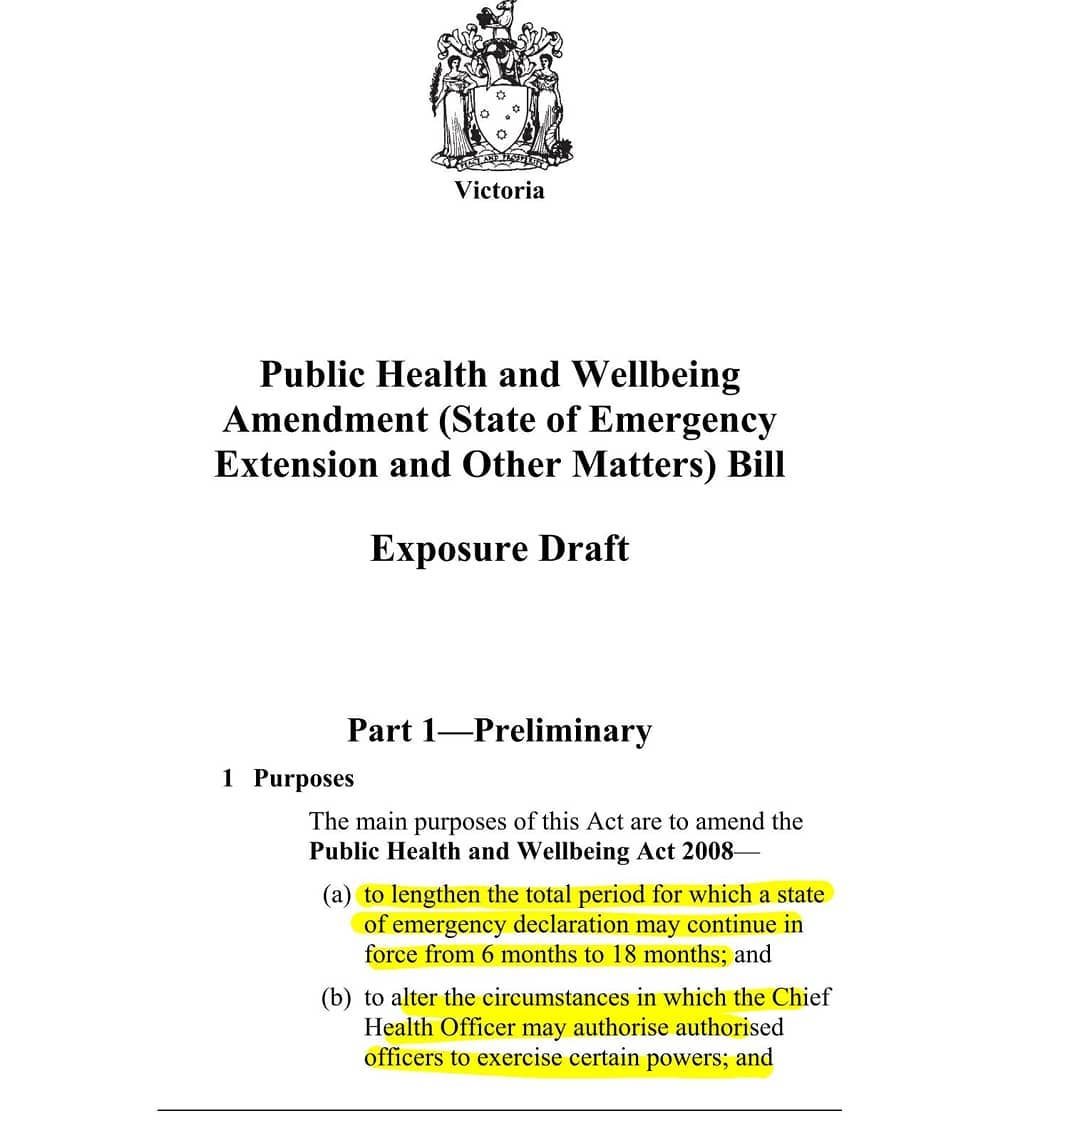 PEACE AND PROSPERITY
Victoria
Public Health and Wellbeing
Amendment (State of Emergency
Extension and Other Matters) Bill
Exposure Draft
Part 1—Preliminary
1 Purposes
The main purposes of this Act are to amend the
Public Health and Wellbeing Act 2008—
(a) to lengthen the total period for which a state
of emergency declaration may continue in
force from 6 months to 18 months; and
(b) to alter the circumstances in which the Chief
Health Officer may authorise authorised
officers to exercise certain powers; and